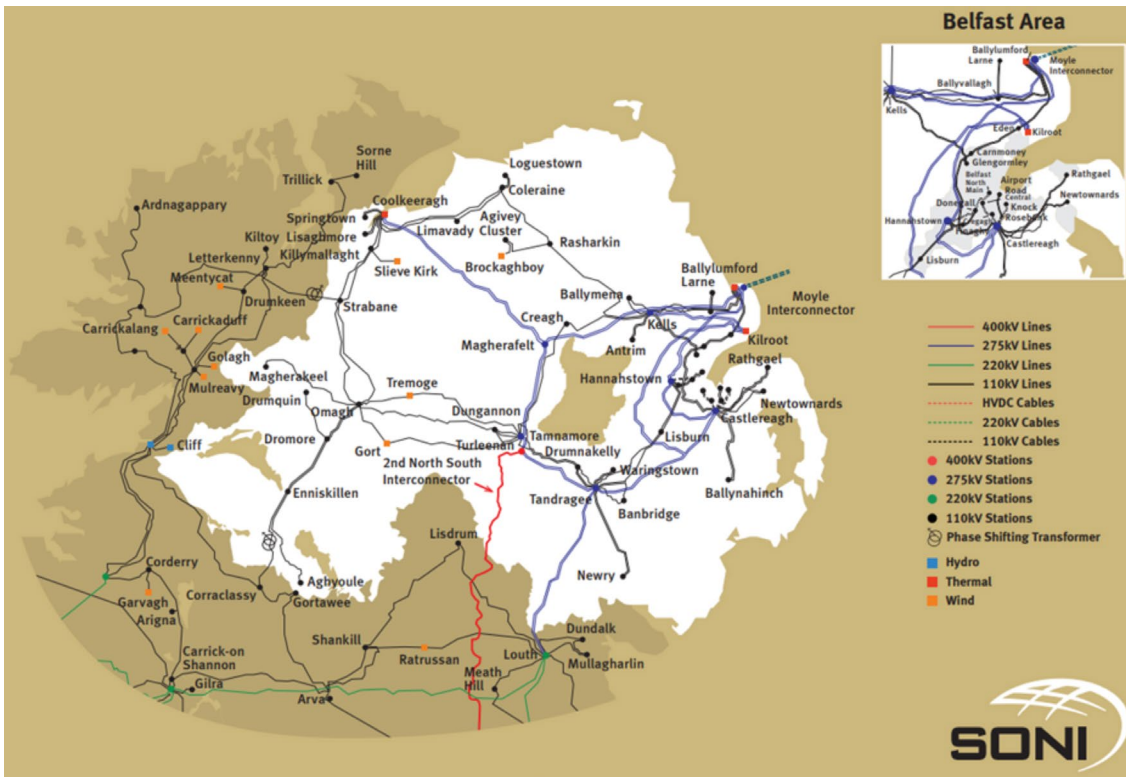 Belfast Area
Ballylumford
Larne
Moyle
Interconnector
Ballyvallagh
Kells
Eden
Kilroot
Carnmoney
Glengormley
Belfast
North
Main
Airport
Road
Central
Rathgael
Donegall
Knock
Newtownards
Hannahstown
Cregagh
Rosebank
Finaghy
Castlereagh
Lisburn
Sorne
Hill
Trillick
Loguestown
Coolkeeragh
Coleraine
Ardnagappary
Springtown
Limavady
Agivey
Cluster
Kiltoy
Lisaghmore
Rasharkin
Letterkenny
Killymallaght
Slieve Kirk
Brockaghboy
Meentycat
Ballylumford
Larne
Drumkeen
Strabane
Ballymena
Moyle
Interconnector
Carrickalang
Carrickaduff
Creagh
Kells
Magherafelt
Kilroot
Antrim
Golagh
Rathgael
Magherakeel
Mulreavy
Tremoge
Hannahstown
Drumquin
Newtownards
Omagh
Dungannon
Castlereagh
Tamnamore
Lisburn
Dromore
Turleenan
Drumnakelly
Cliff
Gort
2nd North South
Interconnector
Waringstown
Ballynahinch
Enniskillen
Tandragee
Banbridge
Lisdrum
Newry
Corderry
Aghyoule
Garvagh
Corraclassy
Gortawee
Arigna
Shankill
Dundalk
Carrick-on
Shannon
Ratrussan
Louth
Mullagharlin
Gilra
Meath
Hill
Arva
400kV Lines
275kV Lines
220kV Lines
110kV Lines
HVDC Cables
220kV Cables
110kV Cables
400kV Stations
275kV Stations
220kV Stations
110kV Stations
Phase Shifting Transformer
Hydro
Thermal
Wind
SONI